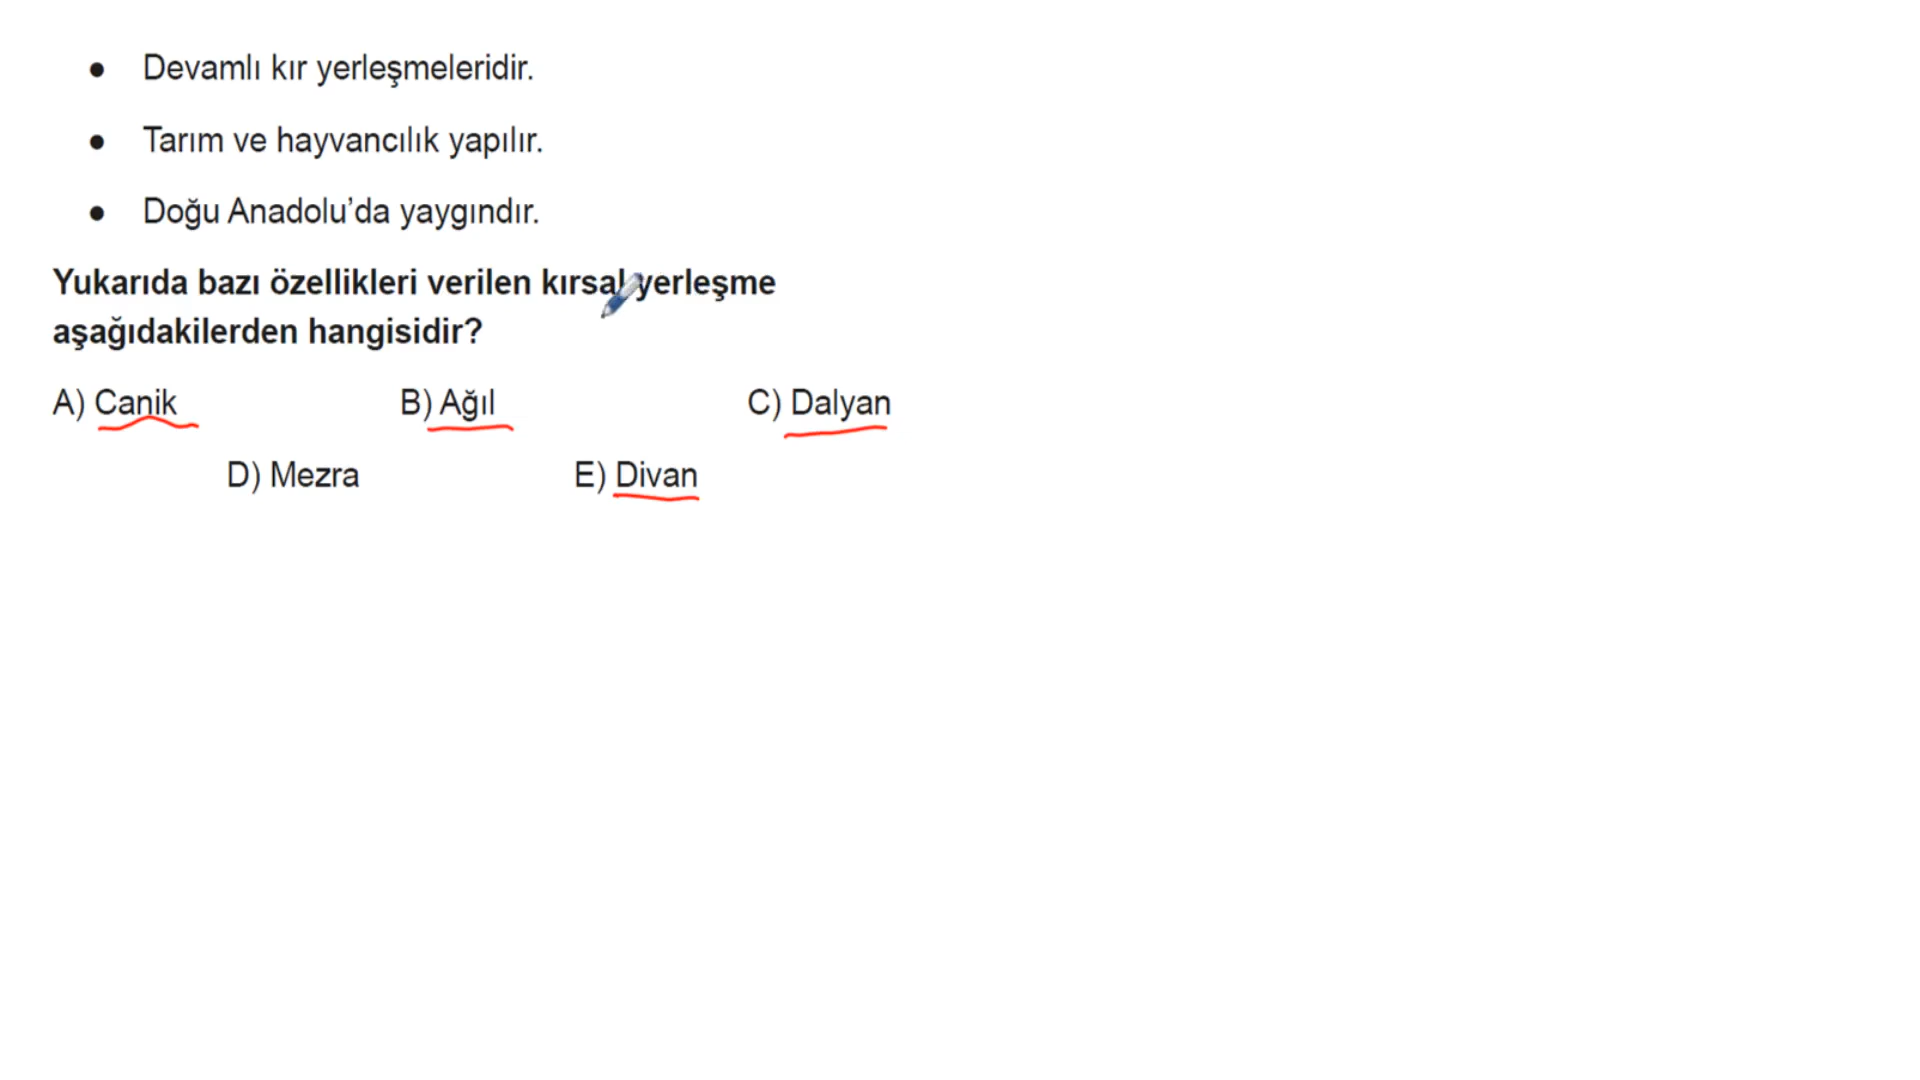 ● Devamlı kır yerleşmeleridir.
● Tarım ve hayvancılık yapılır.
● Doğu Anadolu’da yaygındır.
Yukarıda bazı özellikleri verilen kırsal yerleşme
aşağıdakilerden hangisidir?
A) Canik B) Ağıl C) Dalyan
D) Mezra E) Divan